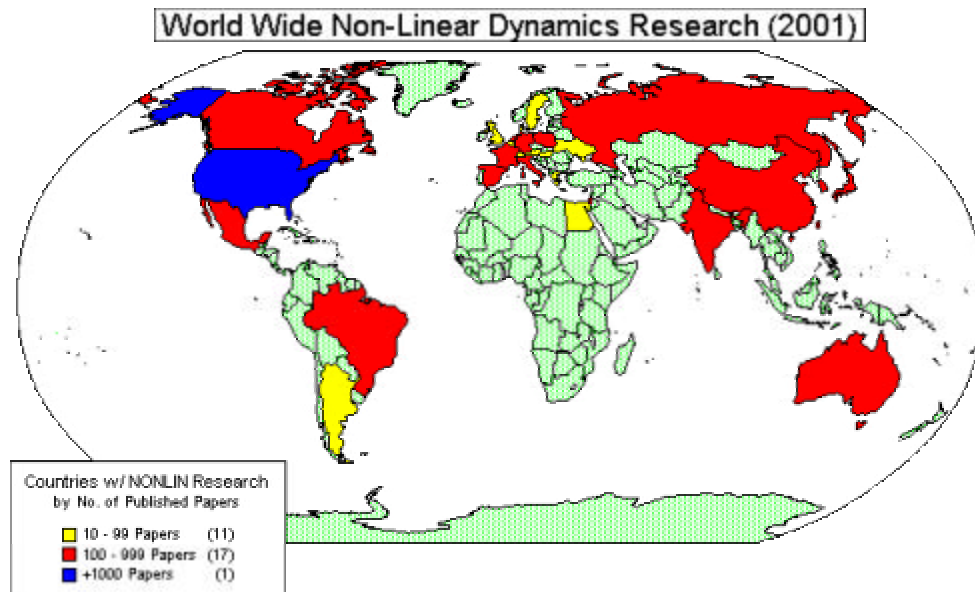 World Wide Non-Linear Dynamics Research (2001)
Countries w/ NONLIN Research
by No. of Published Papers
10 - 99 Papers (11)
100 - 999 Papers (17)
+1000 Papers (1)